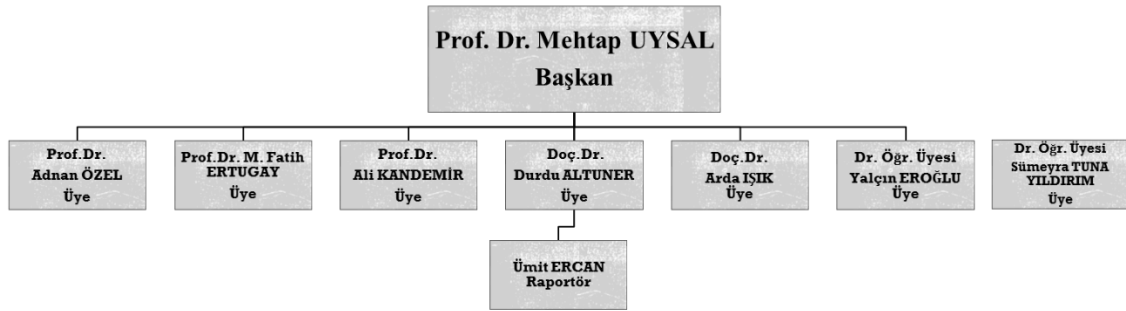 Prof. Dr. Mehtap UYSAL
Başkan
Prof.Dr.
Adnan ÖZEL
Üye
Prof.Dr. M. Fatih
ERTUGAY
Üye
Prof.Dr.
Ali KANDEMİR
Üye
Doç.Dr.
Durdu ALTUNER
Üye
Doç.Dr.
Arda IŞIK
Üye
Dr. Öğr. Üyesi
Yalçın EROĞLU
Üye
Dr. Öğr. Üyesi
Sümeyra TUNA
YILDIRIM
Üye
Ümit ERCAN
Raportör